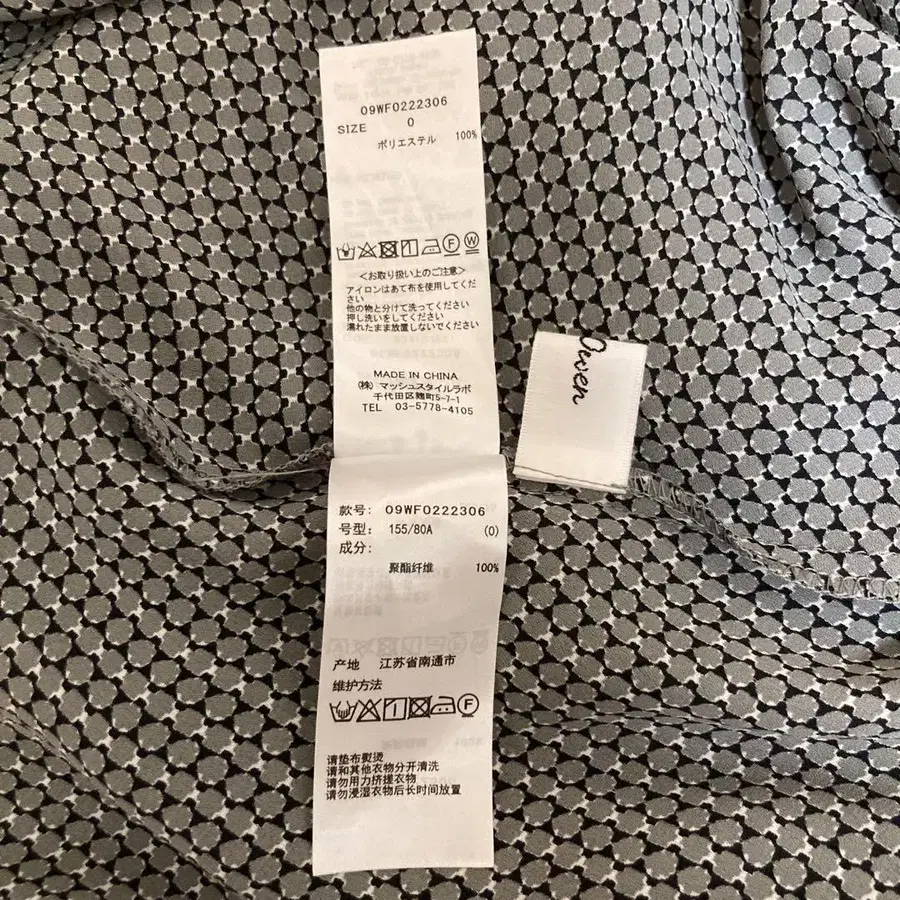 09WF0222306
SIZE 0
ポリエステル 100%
F W
<お取り扱い上のご注意>
アイロンはあて布を使用してくだ
さい
他の物と分けて洗ってください
押し洗いをしてください
濡れたまま放置しないでください
MADE IN CHINA
(株) マッシュスタイルラボ
千代田区麹町5-7-1
TEL 03-5778-4105
Owen
款号: 09WF0222306
号型: 155/80A (0)
成分:
聚酯纤维 100%
产地 江苏省南通市
维护方法
F
请垫布熨烫
请和其他衣物分开清洗
请勿用力挤搓衣物
请勿浸湿衣物后长时间放置